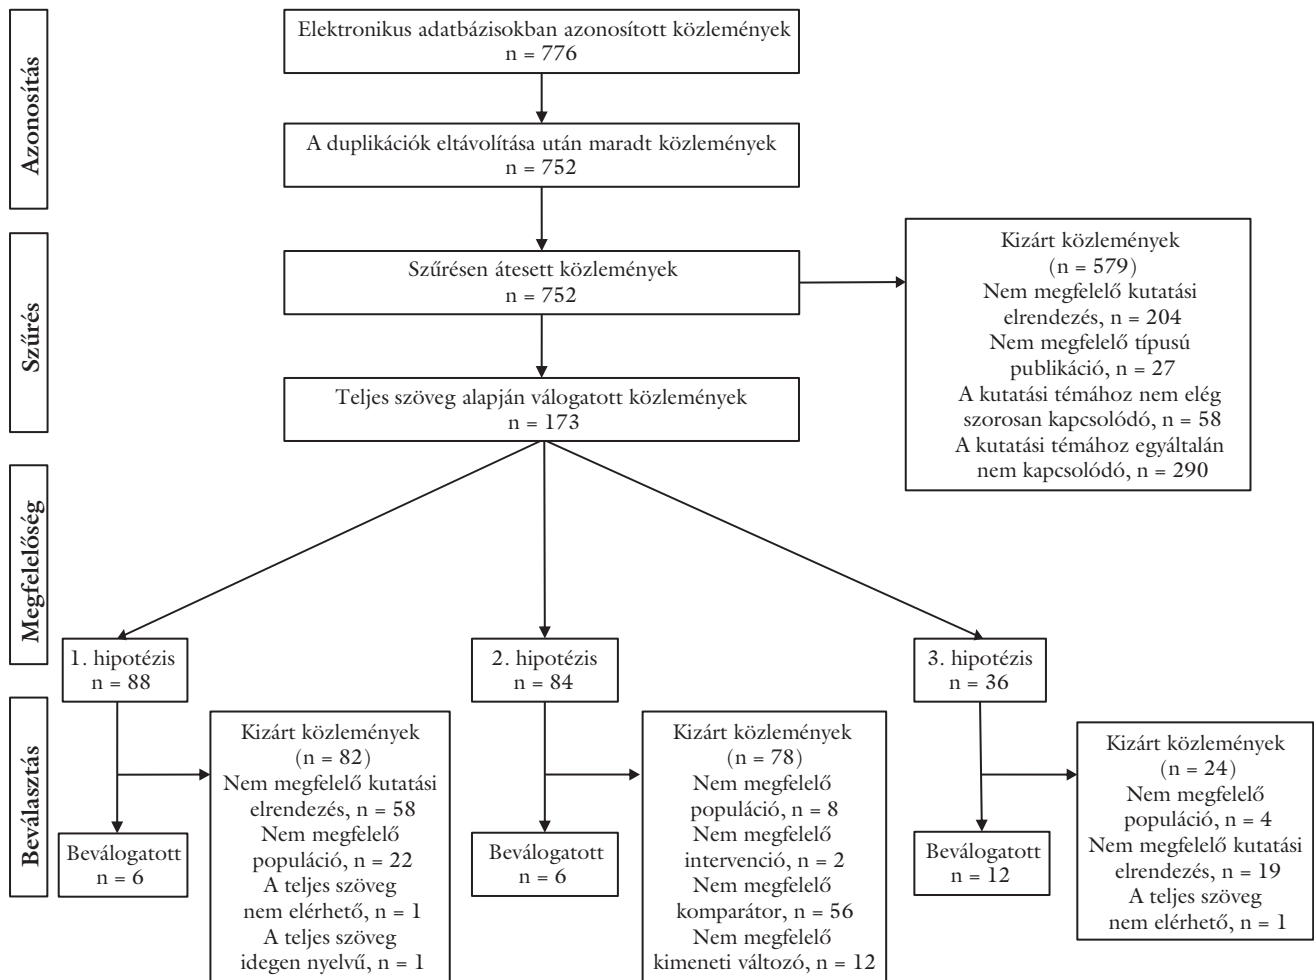 Azonosítás
Elektronikus adatbázisokban azonosított közlemények
n = 776
A duplikációk eltávolítása után maradt közlemények
n = 752
Szűrés
Szűrésen átesett közlemények
n = 752
Kizárt közlemények
(n = 579)
Nem megfelelő kutatási
elrendezés, n = 204
Nem megfelelő típusú
publikáció, n = 27
A kutatási témához nem elég
szorosan kapcsolódó, n = 58
A kutatási témához egyáltalán
nem kapcsolódó, n = 290
Teljes szöveg alapján válogatott közlemények
n = 173
Megfelelőség
1. hipotézis
n = 88
2. hipotézis
n = 84
3. hipotézis
n = 36
Beválasztás
Kizárt közlemények
(n = 82)
Nem megfelelő kutatási
elrendezés, n = 58
Nem megfelelő
populáció, n = 22
A teljes szöveg
nem elérhető, n = 1
A teljes szöveg
idegen nyelvű, n = 1
Beválogatott
n = 6
Kizárt közlemények
(n = 78)
Nem megfelelő
populáció, n = 8
Nem megfelelő
intervenció, n = 2
Nem megfelelő
komparátor, n = 56
Nem megfelelő
kimeneti változó, n = 12
Beválogatott
n = 6
Kizárt közlemények
(n = 24)
Nem megfelelő
populáció, n = 4
Nem megfelelő kutatási
elrendezés, n = 19
A teljes szöveg
nem elérhető, n = 1
Beválogatott
n = 12